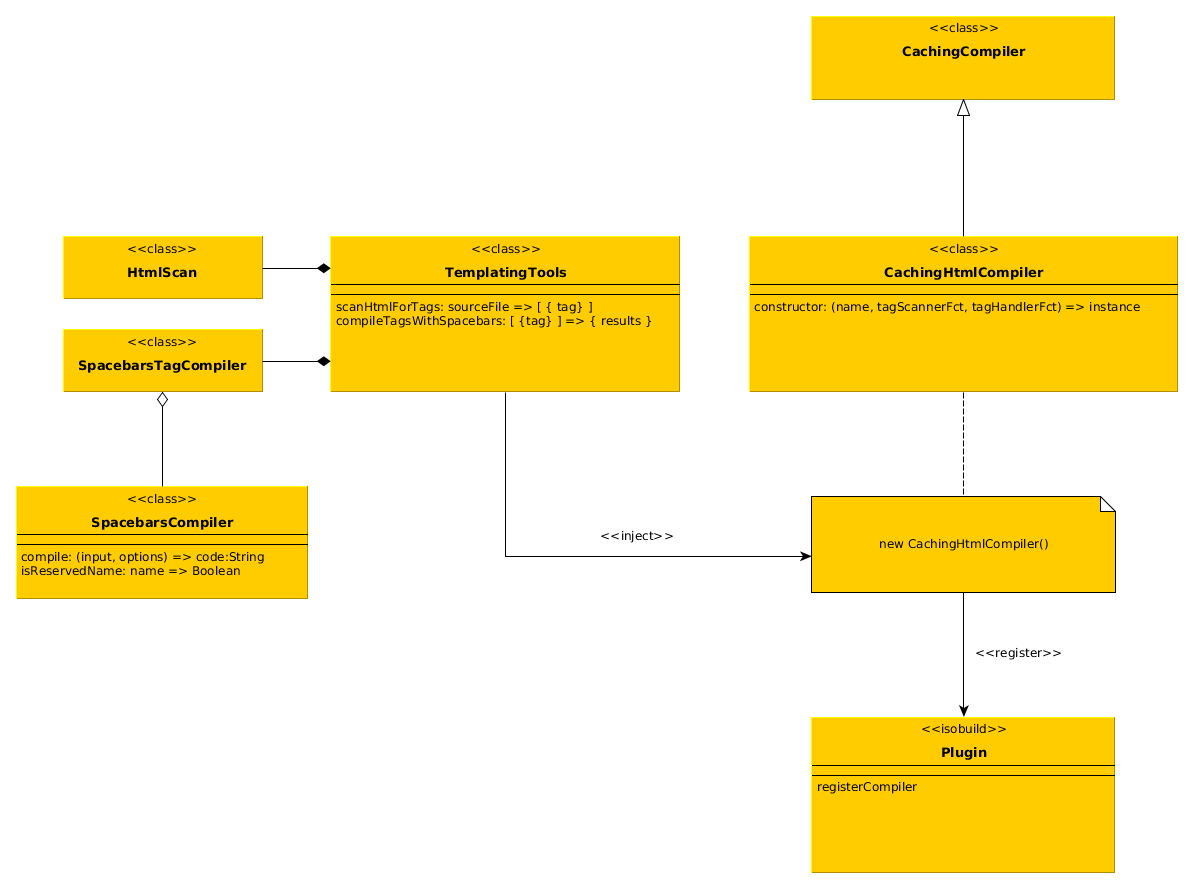 <<class>>
CachingCompiler
<<class>>
HtmlScan
<<class>>
TemplatingTools
scanHtmlForTags: sourceFile => [ { tag} ]
compileTagsWithSpacebars: [ {tag} ] => { results }
<<class>>
CachingHtmlCompiler
constructor: (name, tagScannerFct, tagHandlerFct) => instance
<<class>>
SpacebarsTagCompiler
<<class>>
SpacebarsCompiler
compile: (input, options) => code:String
isReservedName: name => Boolean
<<inject>>
new CachingHtmlCompiler()
<<register>>
<<isobuild>>
Plugin
registerCompiler